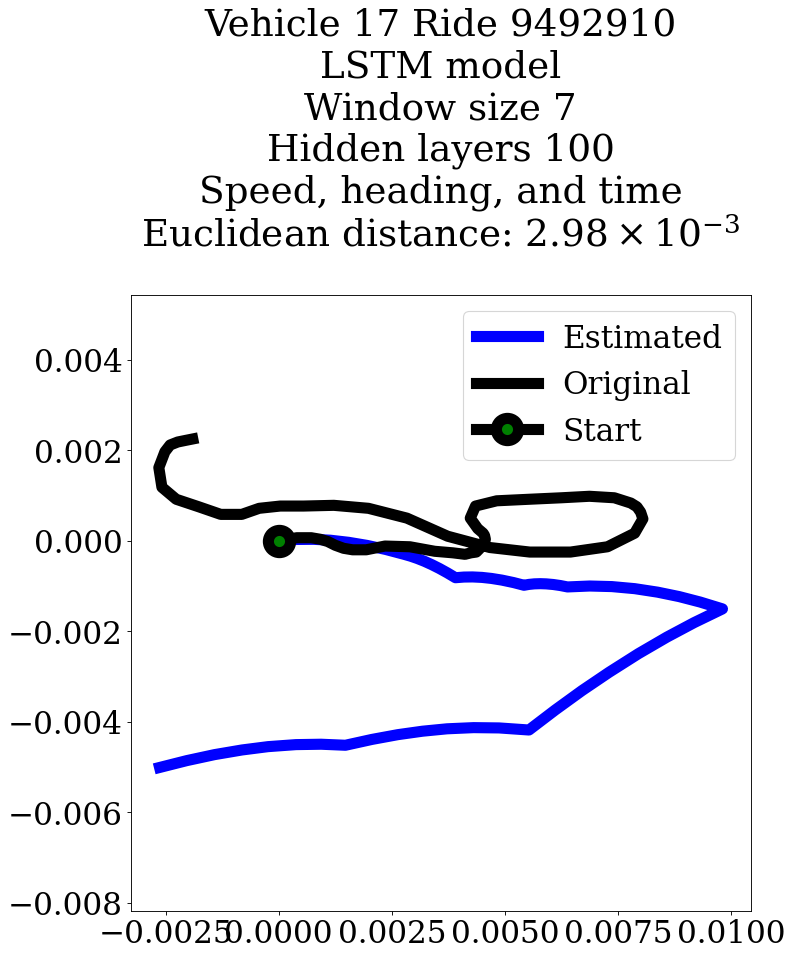 Vehicle 17 Ride 9492910
LSTM model
Window size 7
Hidden layers 100
Speed, heading, and time
Euclidean distance: 2.98 × 10⁻³
Estimated
Original
Start
0.004
0.002
0.000
−0.002
−0.004
−0.006
−0.008
−0.0025 0.0000 0.0025 0.0050 0.0075 0.0100